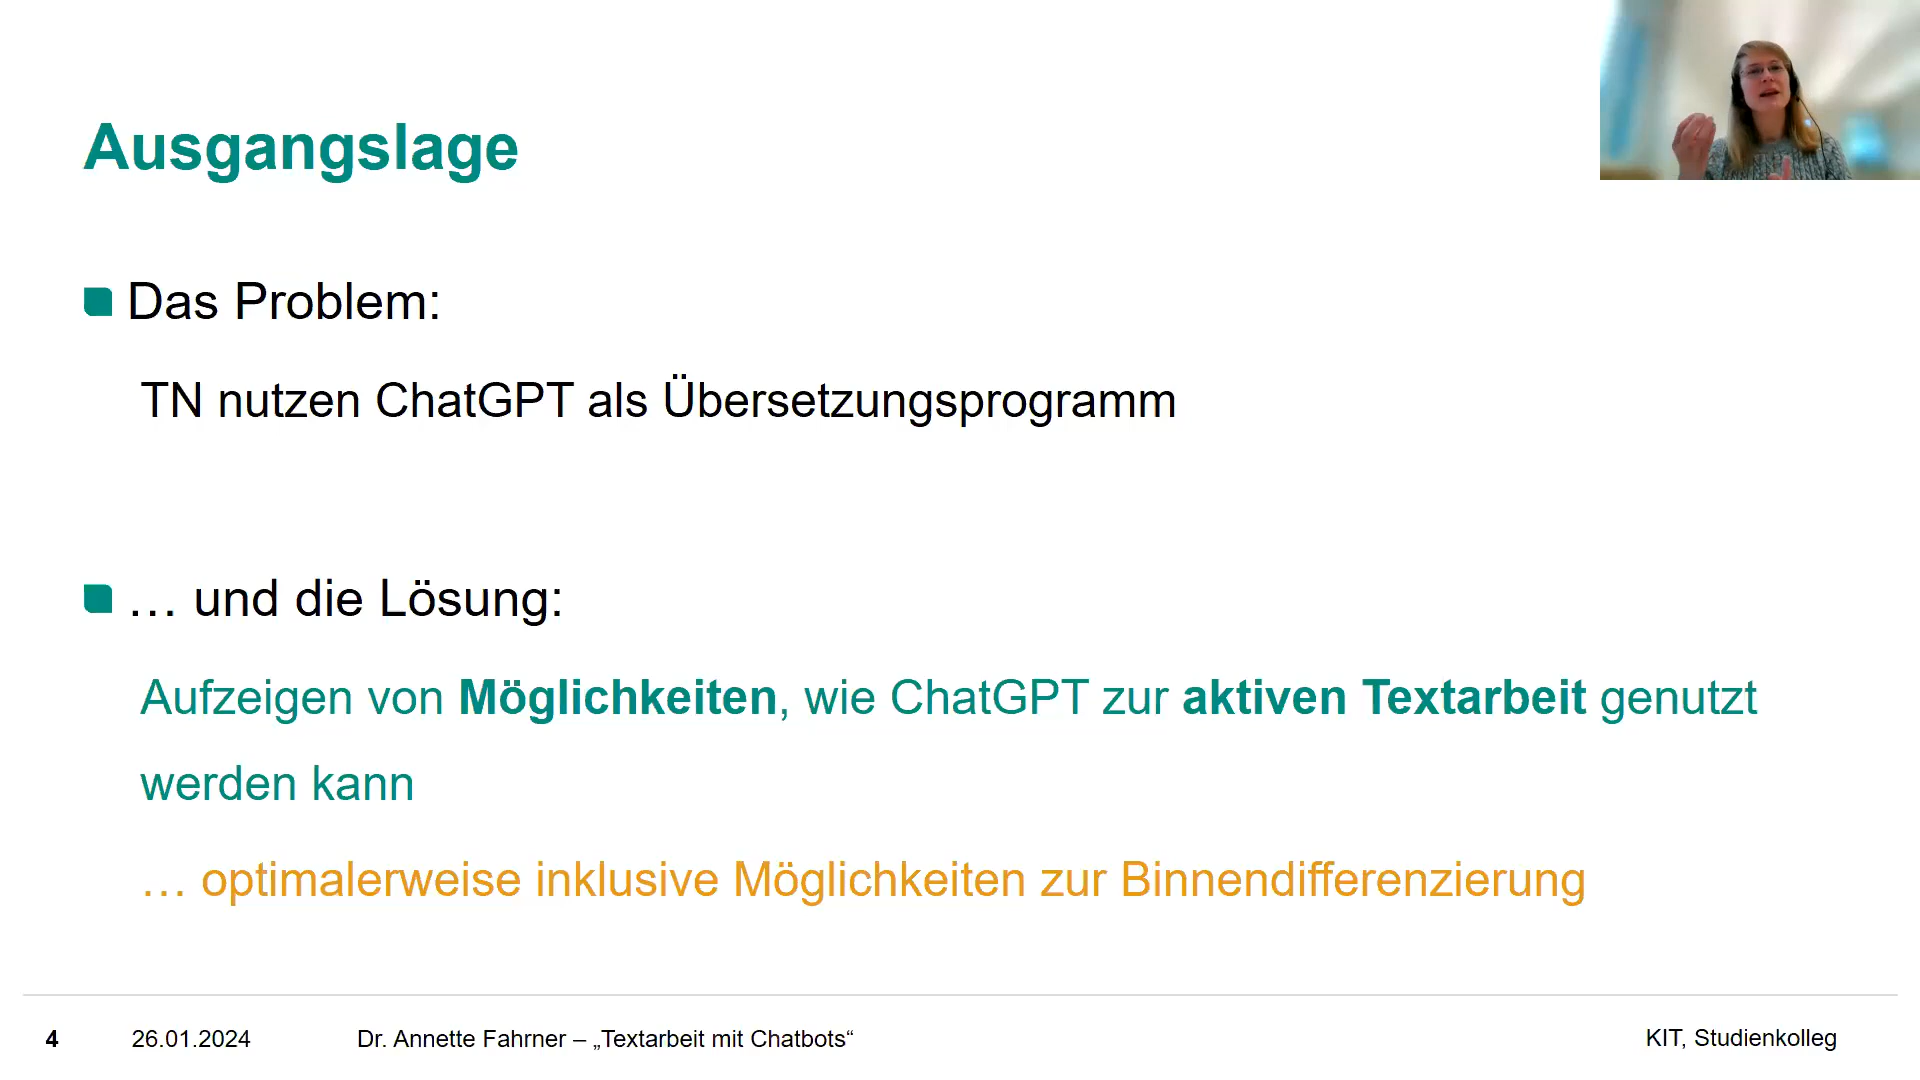 Ausgangslage
Das Problem:
TN nutzen ChatGPT als Übersetzungsprogramm
… und die Lösung:
Aufzeigen von Möglichkeiten, wie ChatGPT zur aktiven Textarbeit genutzt
werden kann
… optimalerweise inklusive Möglichkeiten zur Binnendifferenzierung
4 26.01.2024 Dr. Annette Fahrner – „Textarbeit mit Chatbots“ KIT, Studienkolleg